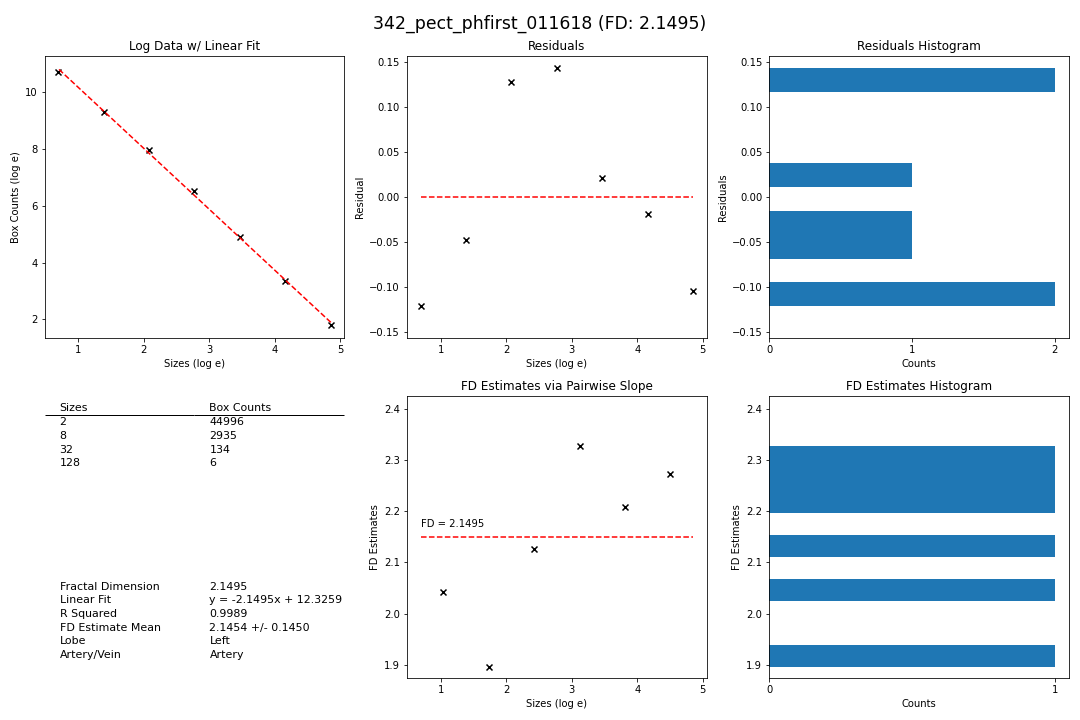 342_pect_phfirst_011618 (FD: 2.1495)
Log Data w/ Linear Fit
Box Counts (log e)
10
8
6
4
2
1 2 3 4 5
Sizes (log e)
Residuals
Residual
0.15
0.10
0.05
0.00
−0.05
−0.10
−0.15
1 2 3 4 5
Sizes (log e)
Residuals Histogram
Residuals
0.15
0.10
0.05
0.00
−0.05
−0.10
−0.15
0 1 2
Counts
Sizes Box Counts
2 44996
8 2935
32 134
128 6
Fractal Dimension 2.1495
Linear Fit y = -2.1495x + 12.3259
R Squared 0.9989
FD Estimate Mean 2.1454 +/- 0.1450
Lobe Left
Artery/Vein Artery
FD Estimates via Pairwise Slope
FD Estimates
2.4
2.3
2.2
2.1
2.0
1.9
FD = 2.1495
1 2 3 4 5
Sizes (log e)
FD Estimates Histogram
FD Estimates
2.4
2.3
2.2
2.1
2.0
1.9
0 1
Counts